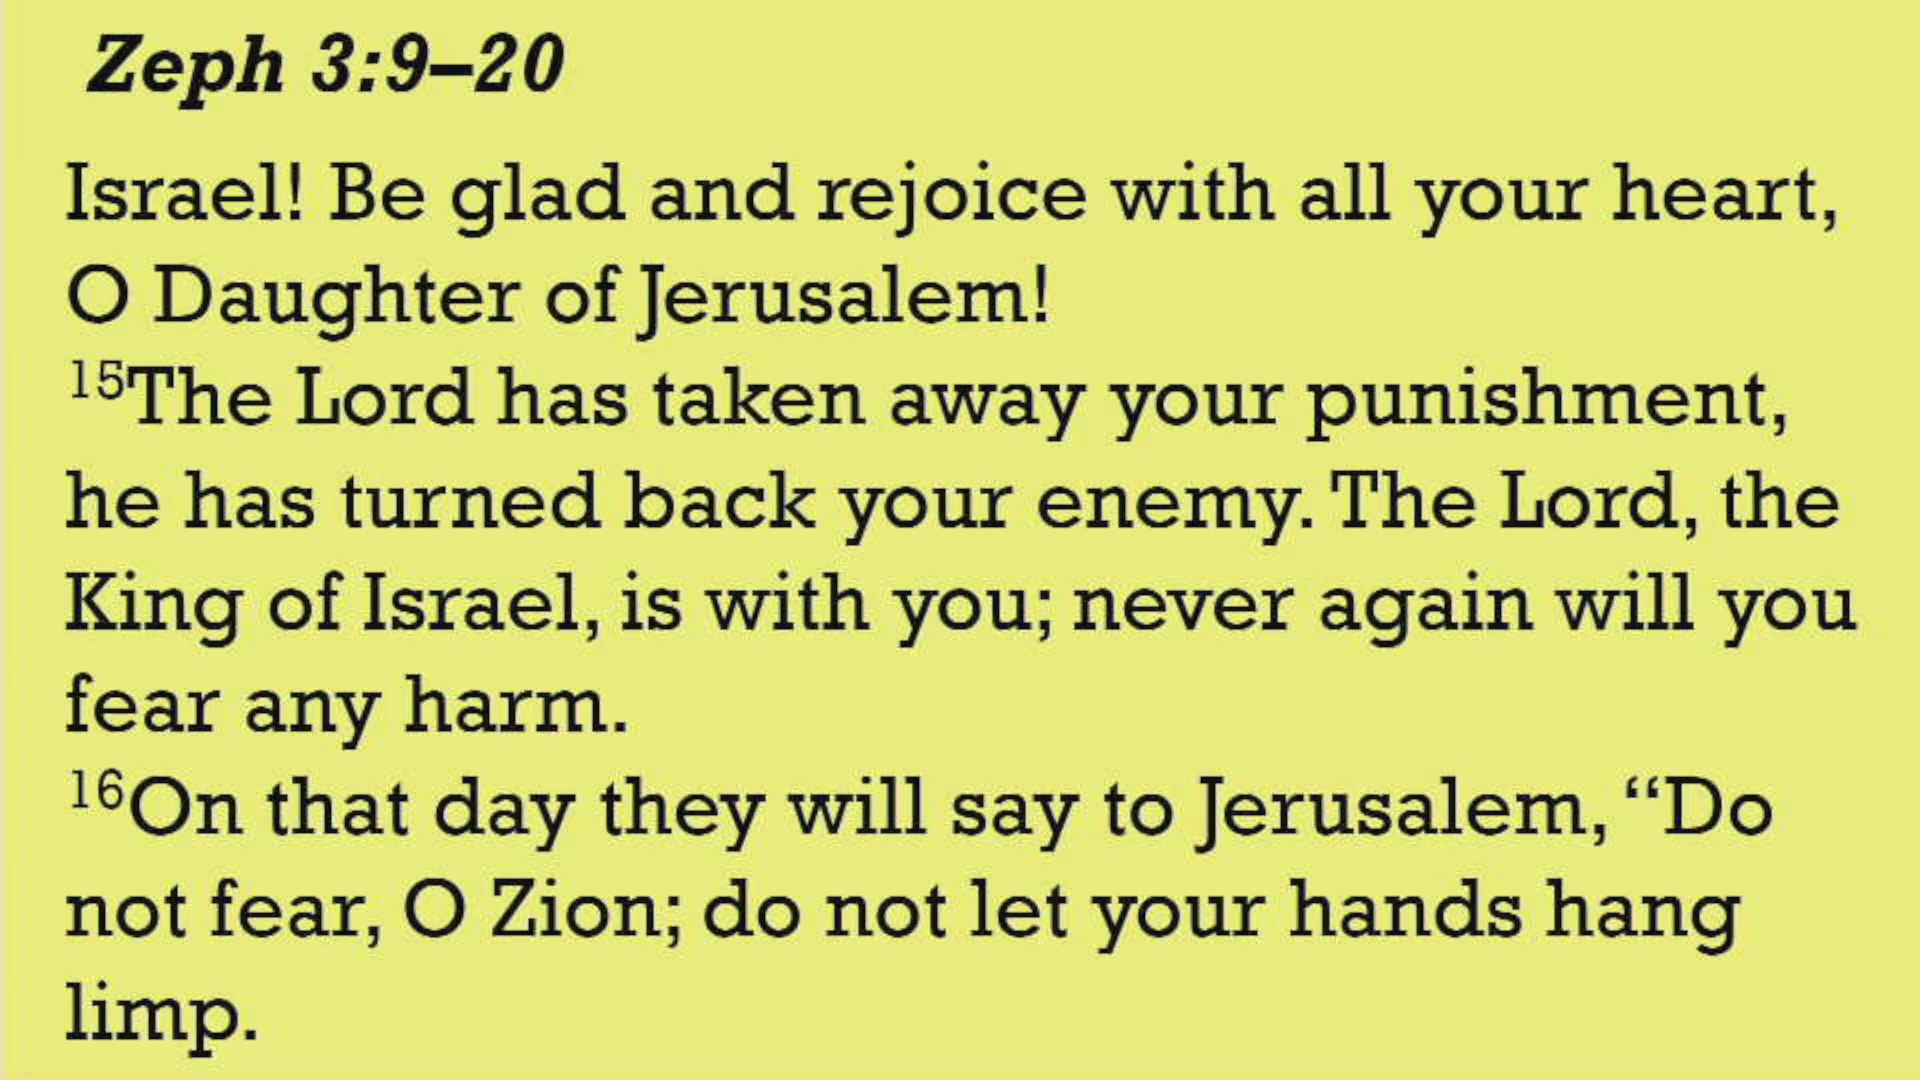 Zeph 3:9–20
Israel! Be glad and rejoice with all your heart,
O Daughter of Jerusalem!
15The Lord has taken away your punishment,
he has turned back your enemy. The Lord, the
King of Israel, is with you; never again will you
fear any harm.
16On that day they will say to Jerusalem, “Do
not fear, O Zion; do not let your hands hang
limp.